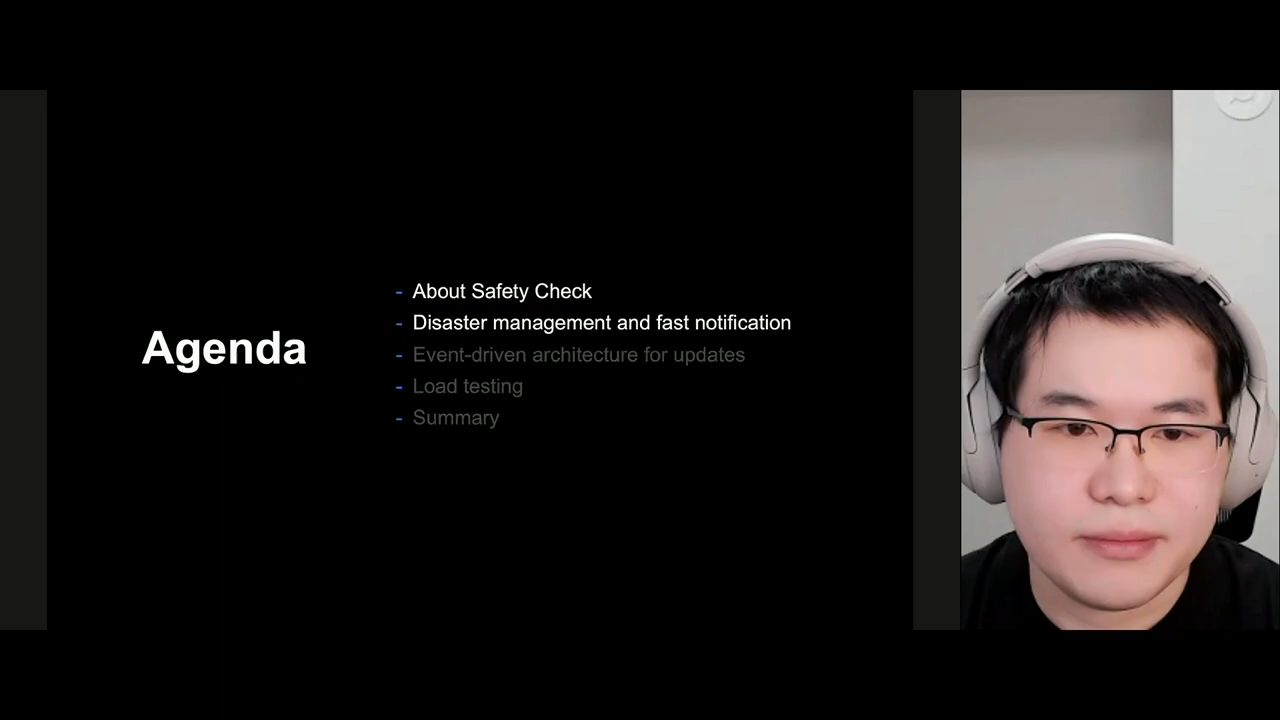 Agenda
- About Safety Check
- Disaster management and fast notification
- Event-driven architecture for updates
- Load testing
- Summary